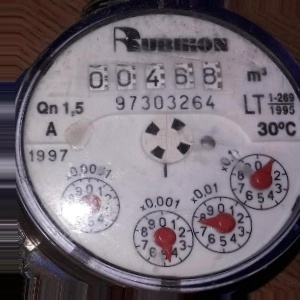 RUBIKON
00468 m³
Qn 1,5 97303264 LT 1-269 1995
A 30°C
1997
x0,0001 x0,001 x0,01 x0,1